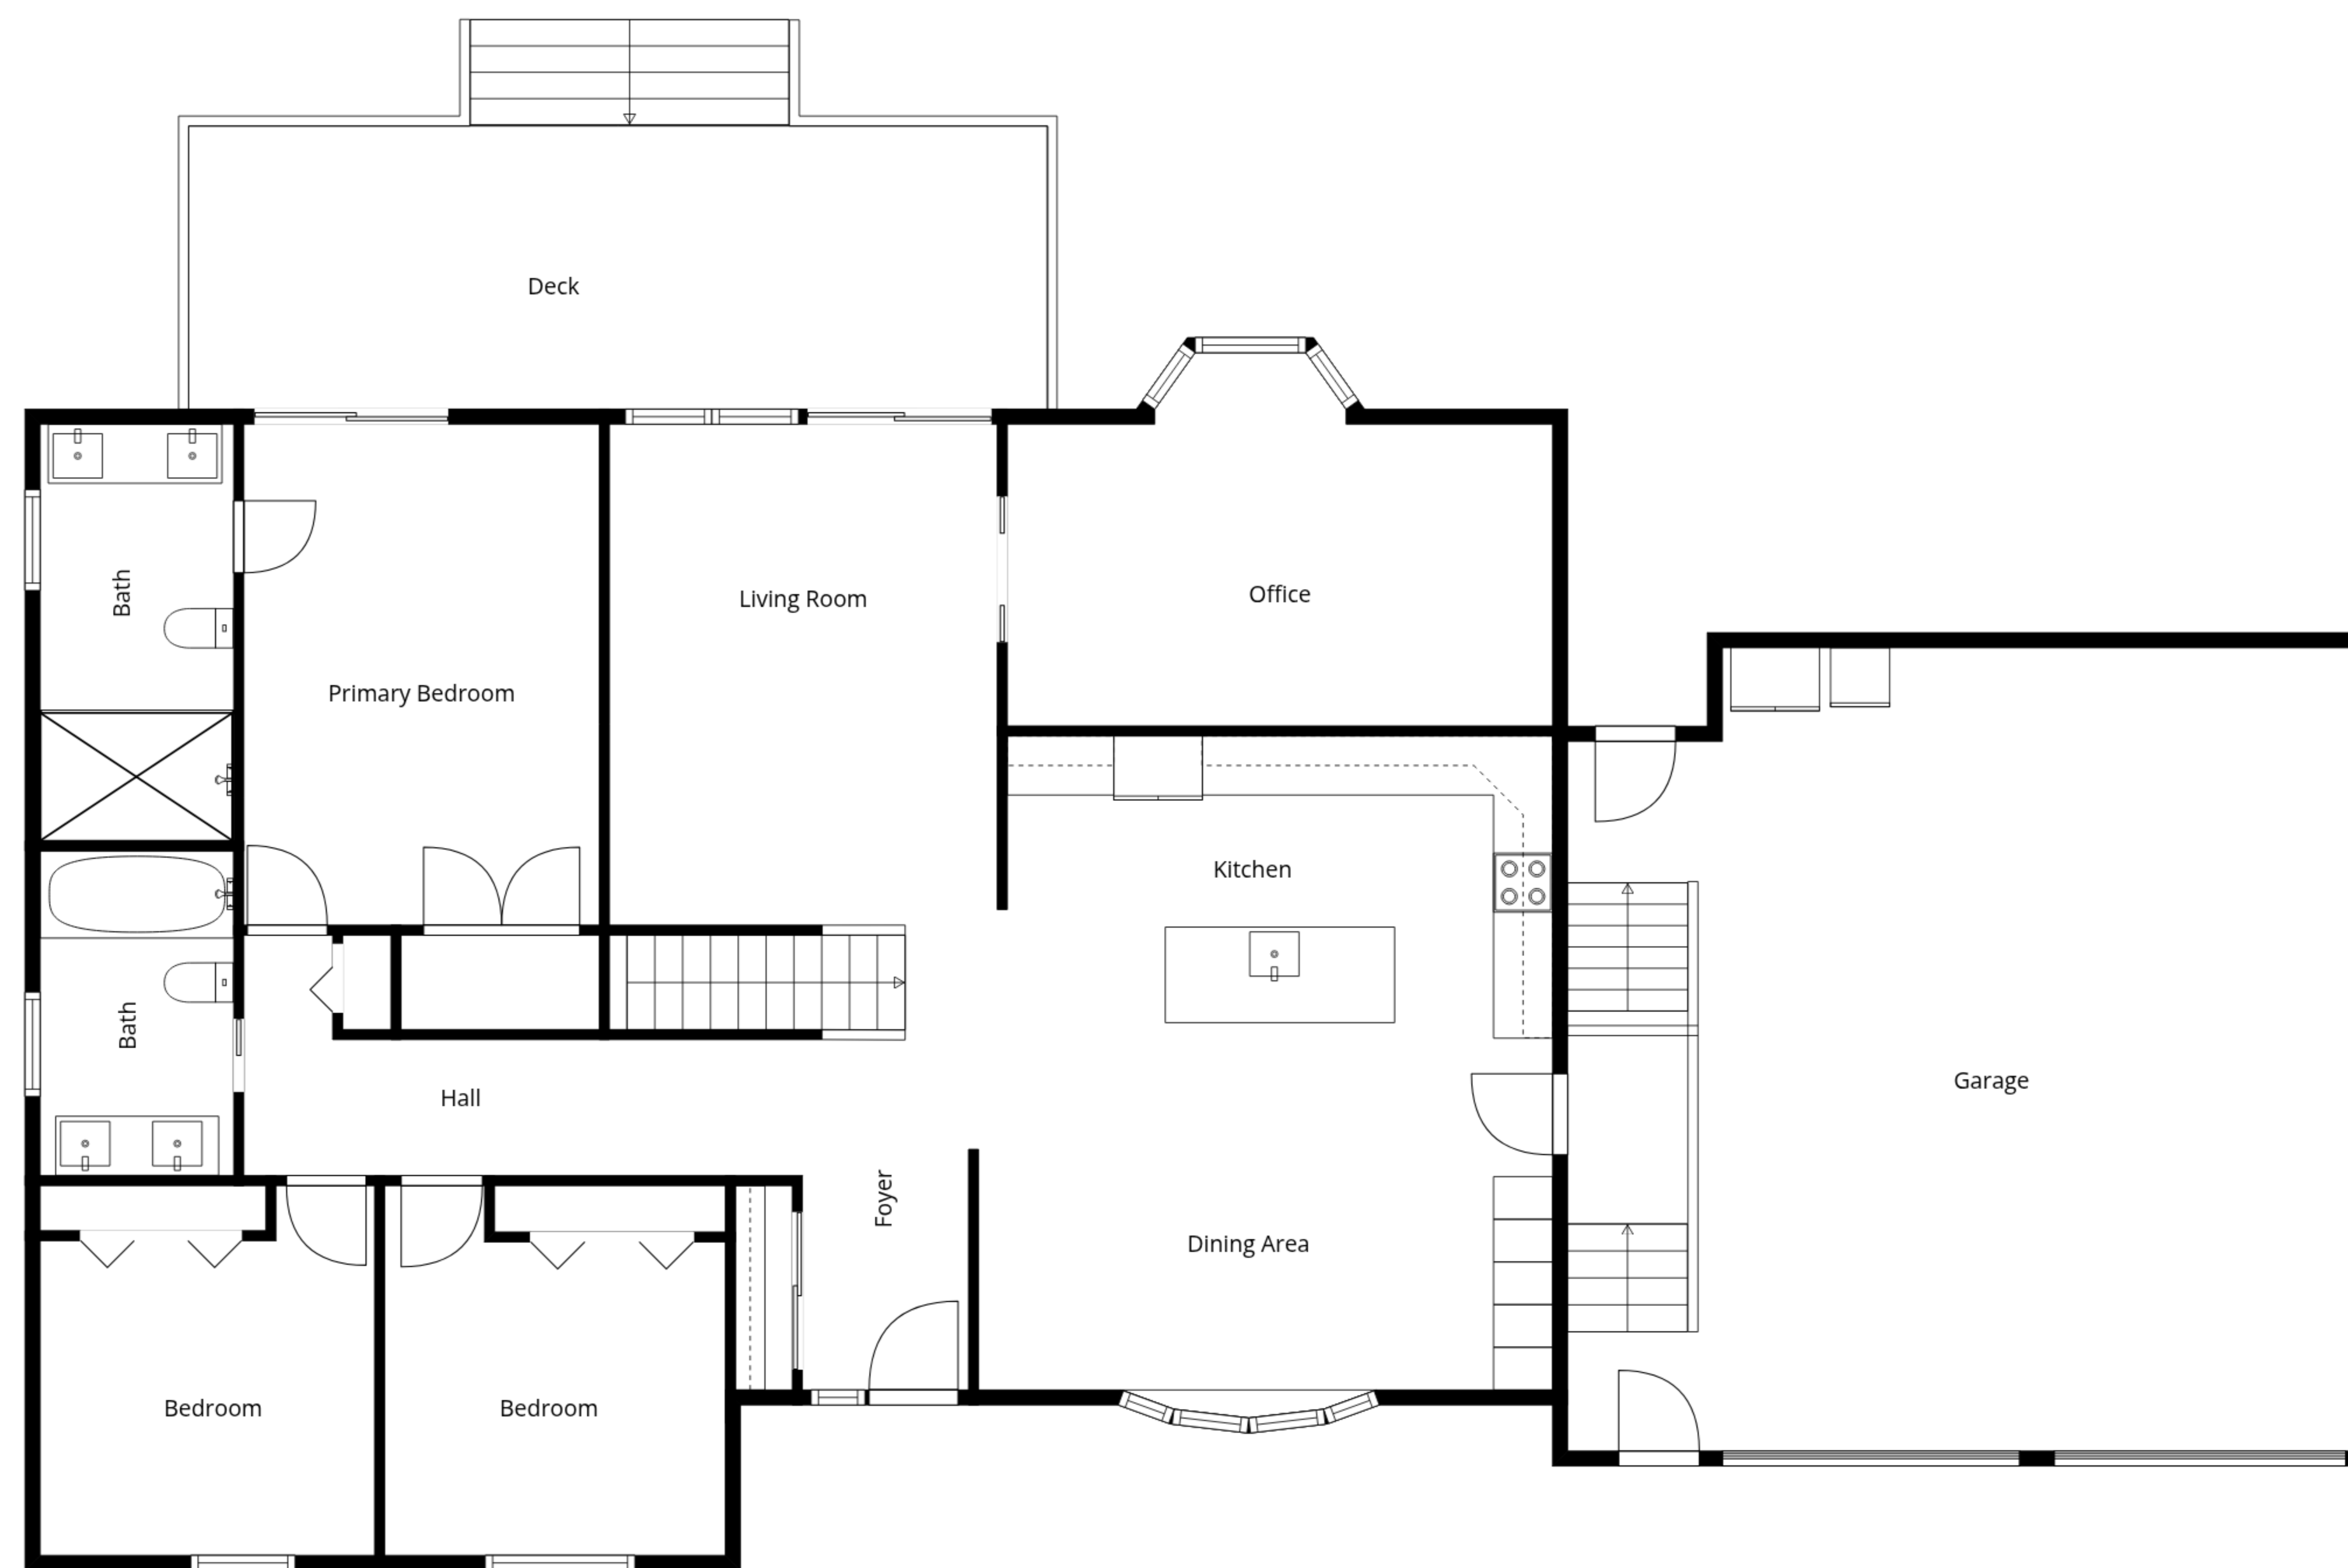 Deck
Bath
Living Room
Office
Primary Bedroom
Kitchen
Bath
Hall
Garage
Foyer
Dining Area
Bedroom
Bedroom